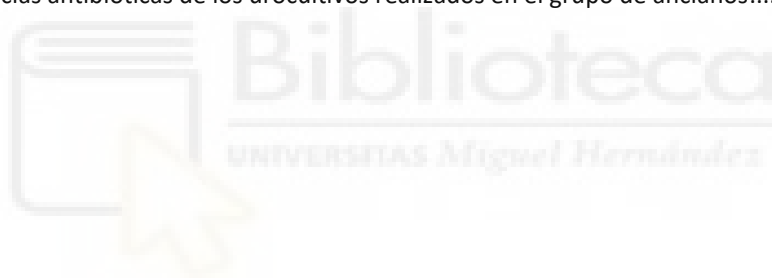 cias antibióticas de los urocultivos realizados en el grupo de ancianos....
Biblioteca
UNIVERSITAS Miguel Hernández